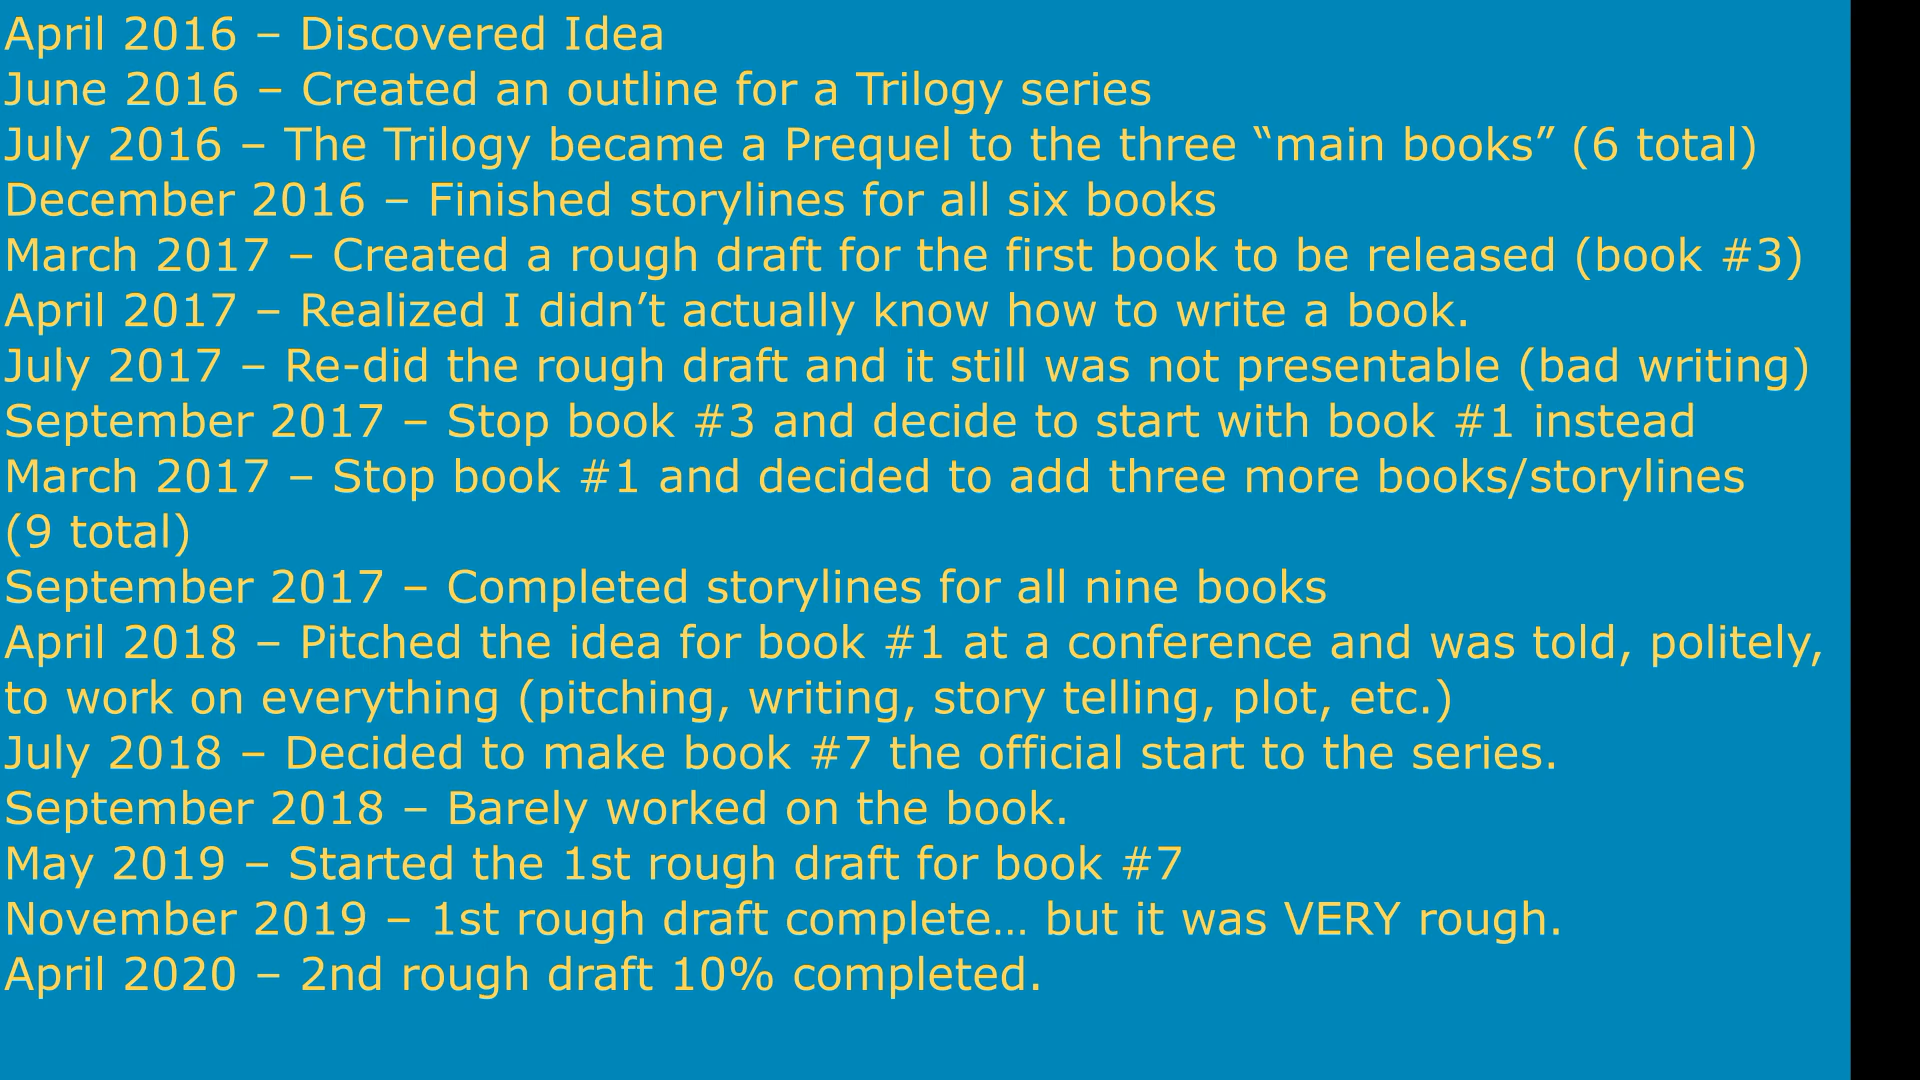 April 2016 – Discovered Idea
June 2016 – Created an outline for a Trilogy series
July 2016 – The Trilogy became a Prequel to the three “main books” (6 total)
December 2016 – Finished storylines for all six books
March 2017 – Created a rough draft for the first book to be released (book #3)
April 2017 – Realized I didn’t actually know how to write a book.
July 2017 – Re-did the rough draft and it still was not presentable (bad writing)
September 2017 – Stop book #3 and decide to start with book #1 instead
March 2017 – Stop book #1 and decided to add three more books/storylines
(9 total)
September 2017 – Completed storylines for all nine books
April 2018 – Pitched the idea for book #1 at a conference and was told, politely,
to work on everything (pitching, writing, story telling, plot, etc.)
July 2018 – Decided to make book #7 the official start to the series.
September 2018 – Barely worked on the book.
May 2019 – Started the 1st rough draft for book #7
November 2019 – 1st rough draft complete… but it was VERY rough.
April 2020 – 2nd rough draft 10% completed.